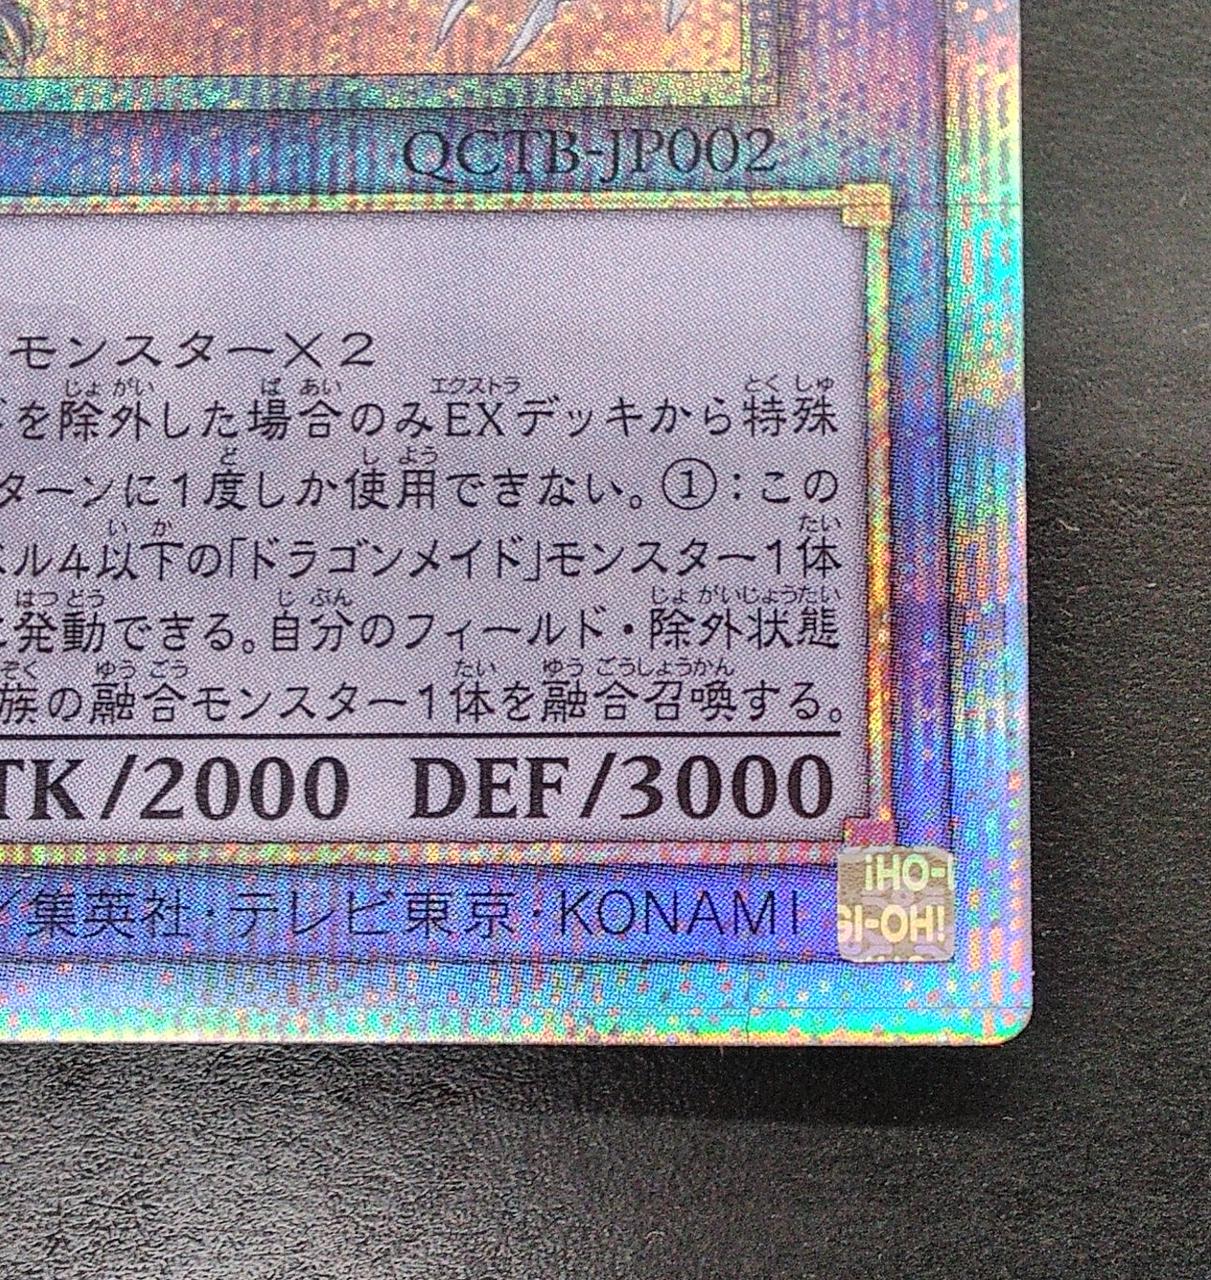 QCTB-JP002
モンスター×2
を除外した場合のみEXデッキから特殊
ターンに1度しか使用できない。①:この
ル4以下の「ドラゴンメイド」モンスター1体
発動できる。自分のフィールド・除外状態
族の融合モンスター1体を融合召喚する。
TK/2000 DEF/3000
集英社・テレビ東京・KONAMI
iHO-
GI-OH!